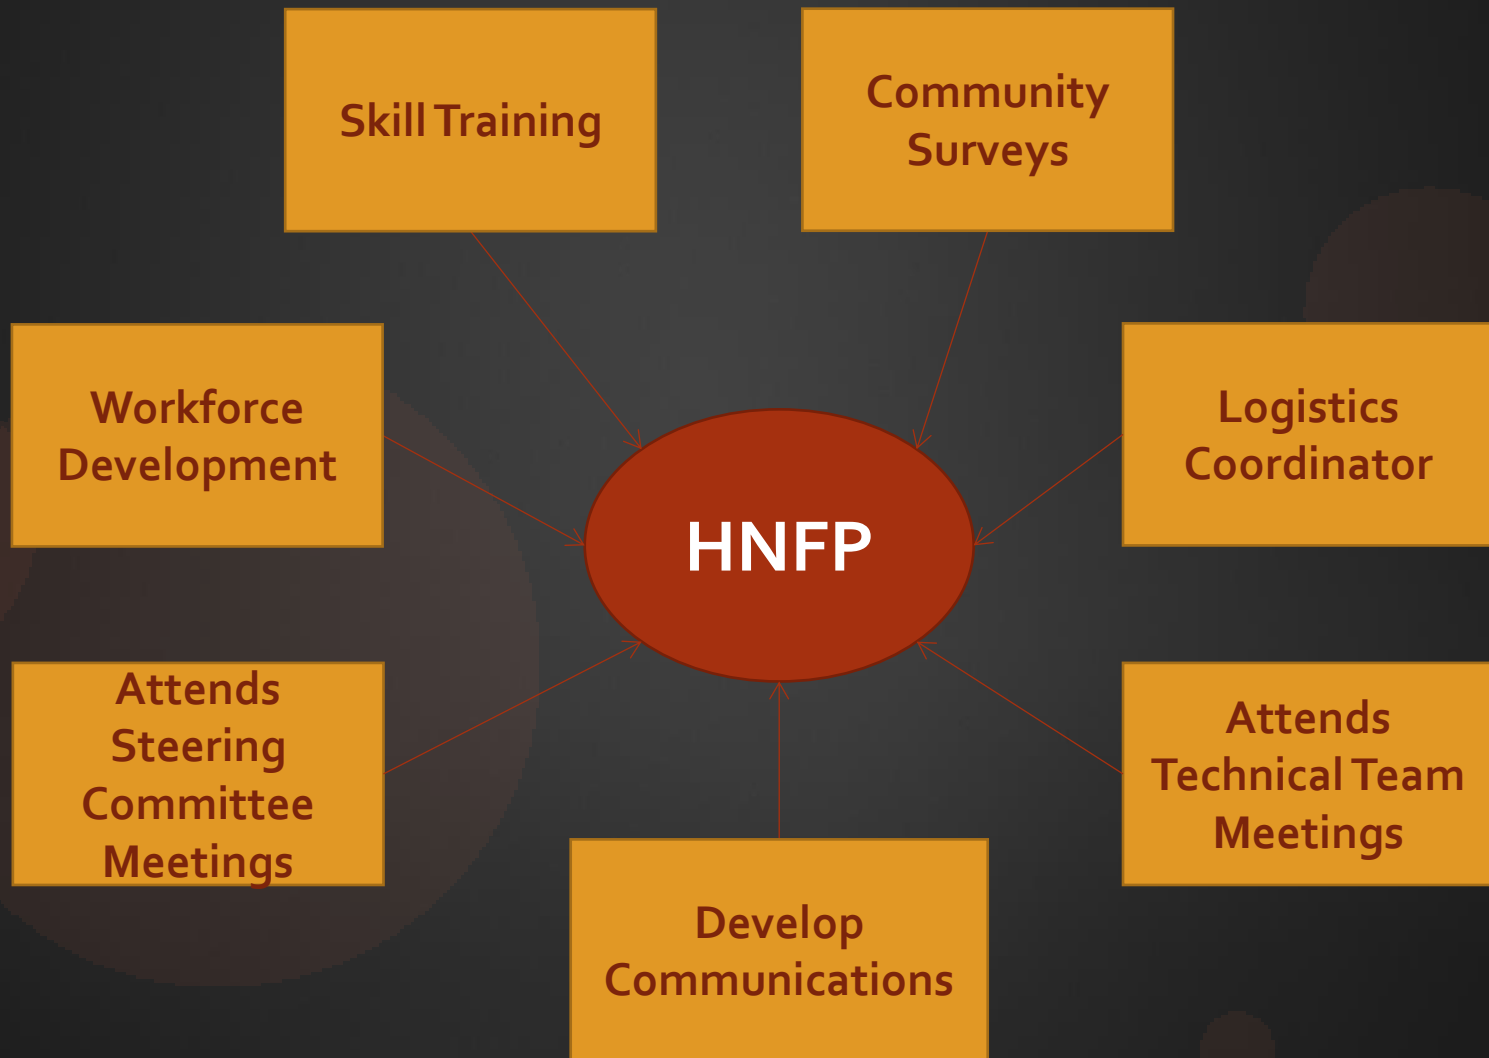 Skill Training
Community
Surveys
Workforce
Development
Logistics
Coordinator
HNFP
Attends
Steering
Committee
Meetings
Attends
Technical Team
Meetings
Develop
Communications